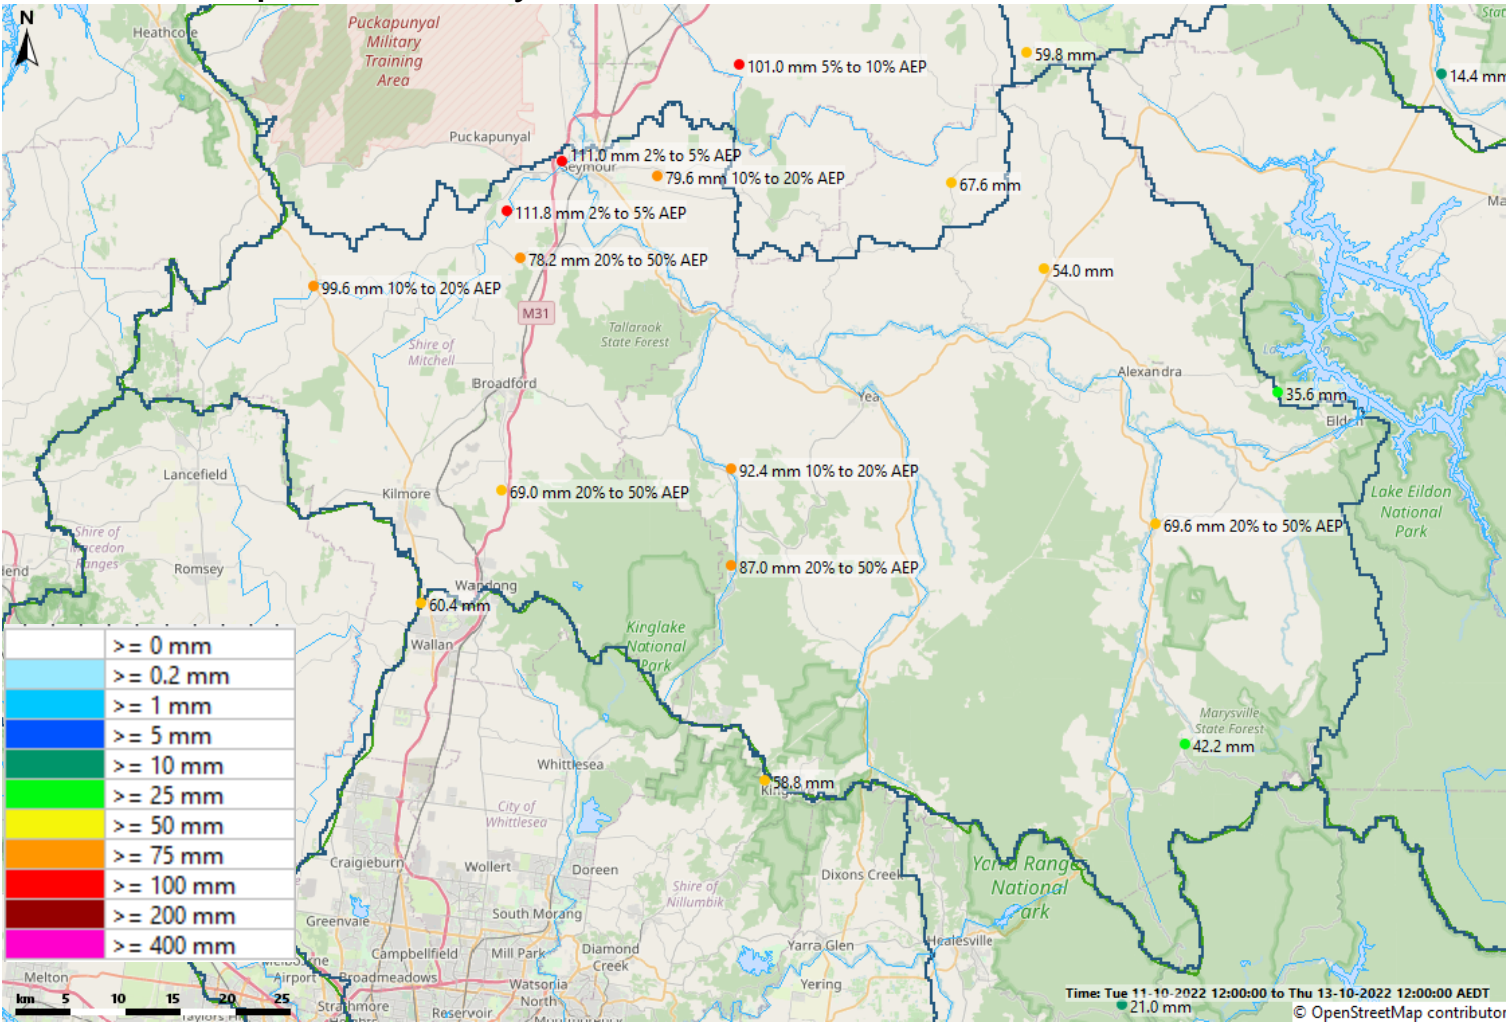 N
Heathcote
Puckapunyal
Military
Training
Area
101.0 mm 5% to 10% AEP
59.8 mm
14.4 mm
Puckapunyal
111.0 mm 2% to 5% AEP
Seymour
79.6 mm 10% to 20% AEP
67.6 mm
111.8 mm 2% to 5% AEP
78.2 mm 20% to 50% AEP
54.0 mm
99.6 mm 10% to 20% AEP
M31
Tallarook
State Forest
Shire of
Mitchell
Broadford
Alexandra
Yea
35.6 mm
Eildon
Lancefield
92.4 mm 10% to 20% AEP
Kilmore
69.0 mm 20% to 50% AEP
Lake Eildon
National
Park
69.6 mm 20% to 50% AEP
Shire of
Macedon
Ranges
Romsey
87.0 mm 20% to 50% AEP
Wandong
60.4 mm
Wallan
Kinglake
National
Park
>= 0 mm
>= 0.2 mm
>= 1 mm
>= 5 mm
>= 10 mm
>= 25 mm
>= 50 mm
>= 75 mm
>= 100 mm
>= 200 mm
>= 400 mm
Marysville
State Forest
42.2 mm
Whittlesea
58.8 mm
City of
Whittlesea
Craigieburn
Wollert
Doreen
Dixons Creek
Yarra Ranges
National
Park
Shire of
Nillumbik
Greenvale
South Morang
Campbellfield
Mill Park
Diamond
Creek
Yarra Glen
Healesville
Melton
Melbourne
Airport
Broadmeadows
Watsonia
North
Yering
km 5 10 15 20 25
Strathmore
Reservoir
Time: Tue 11-10-2022 12:00:00 to Thu 13-10-2022 12:00:00 AEDT
21.0 mm
© OpenStreetMap contributor